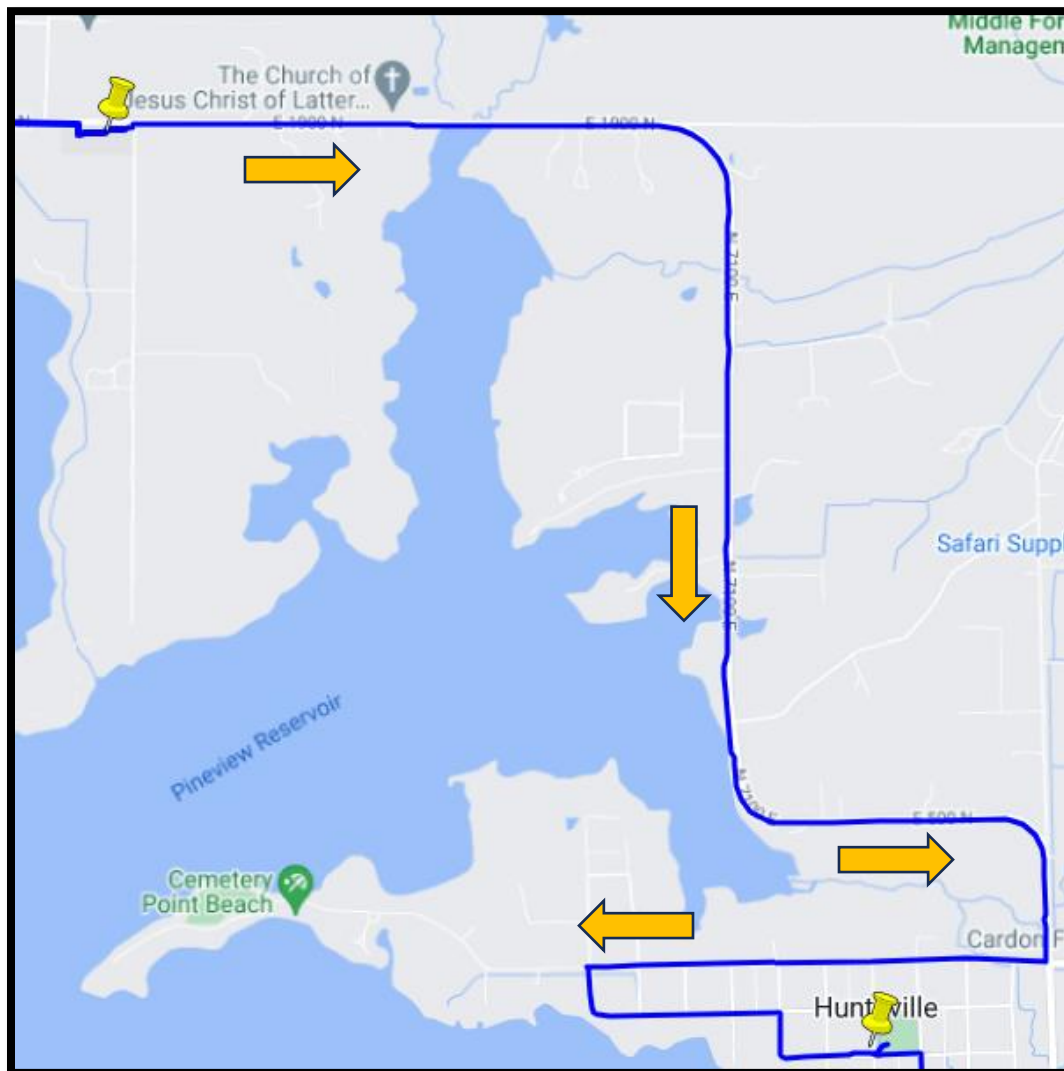 Middle For
Managem
The Church of
Jesus Christ of Latter...
N
E 1900 N
E 1900 N
N 7100 E
Safari Suppl
N 7100 E
Pineview Reservoir
N 7100 E
E 500 N
Cemetery
Point Beach
Cardon F
Huntsville